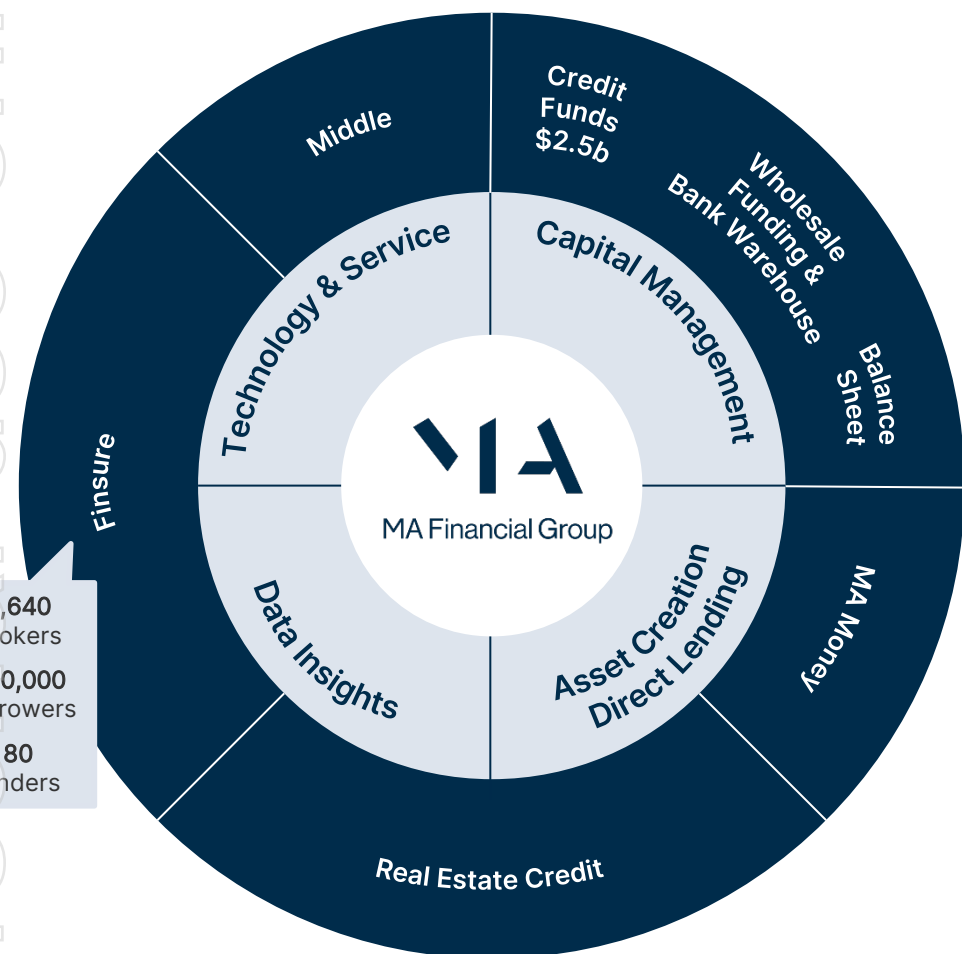 Middle
Credit
Funds
$2.5b
Wholesale
Funding &
Bank Warehouse
Balance
Sheet
Technology & Service
Capital Management
Finsure
MA
MA Financial Group
Data Insights
Asset Creation
Direct Lending
MA Money
Real Estate Credit
80